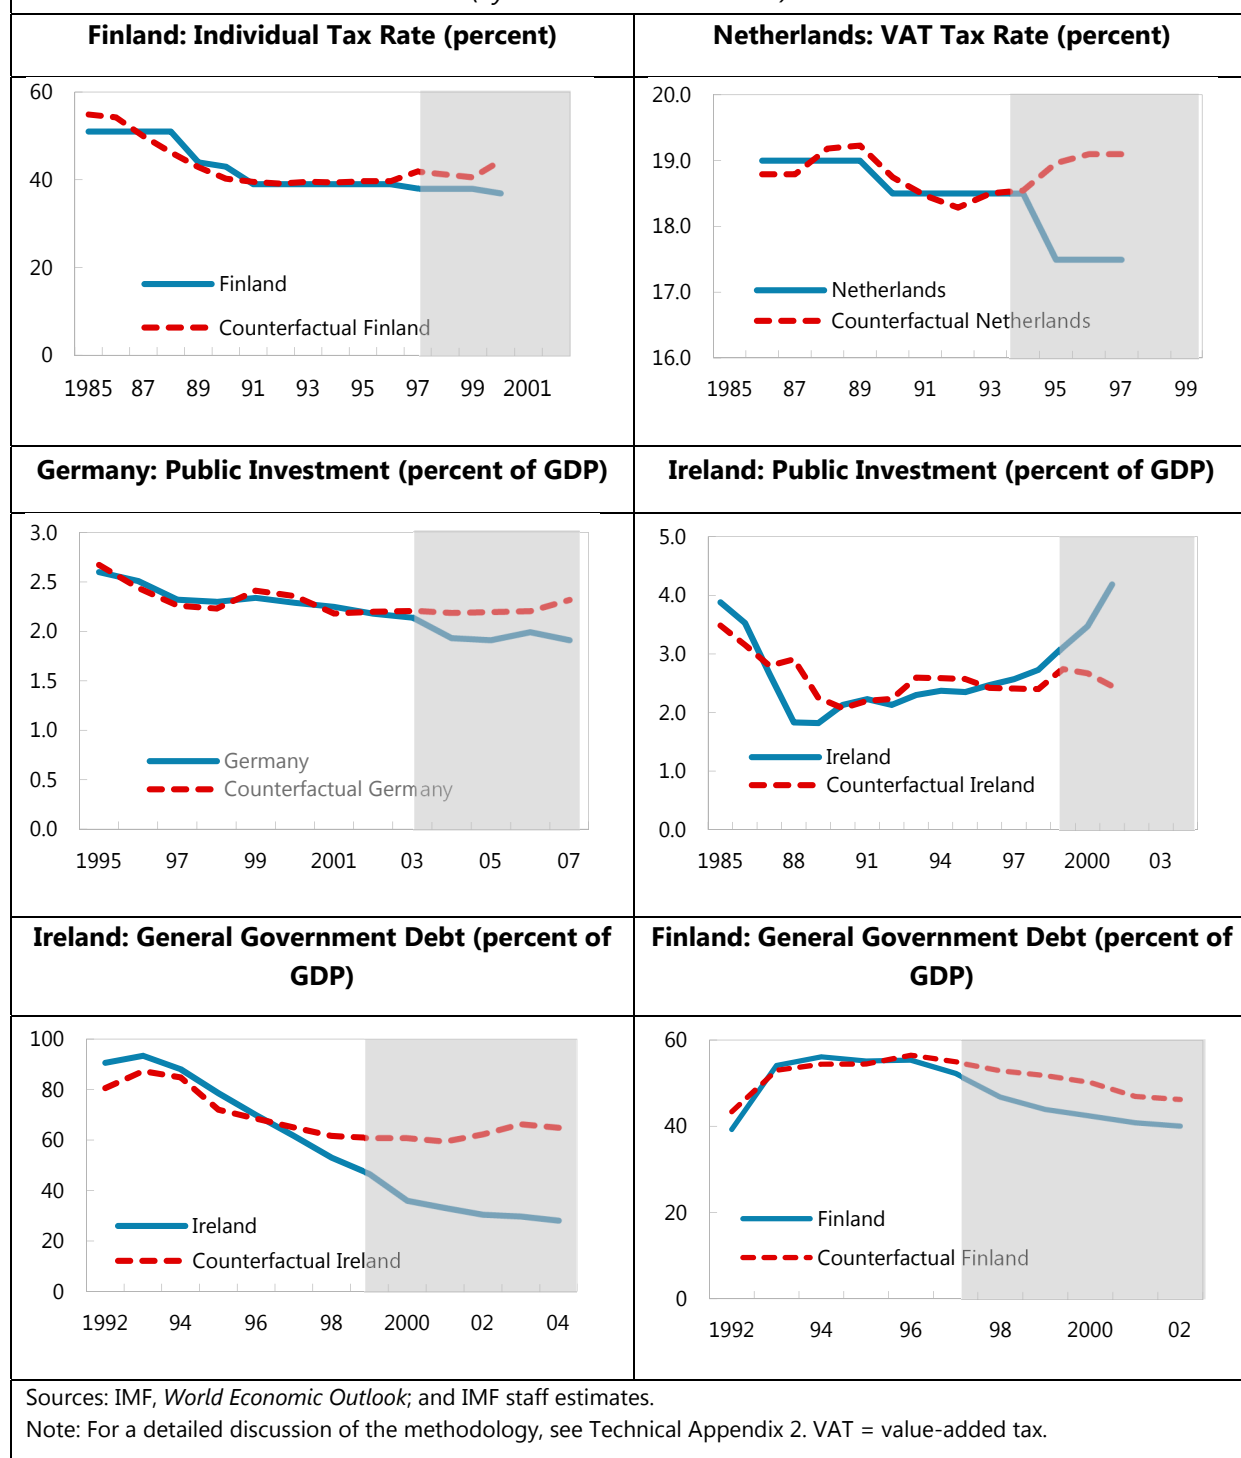 Finland: Individual Tax Rate (percent)
Netherlands: VAT Tax Rate (percent)
60
40
20
0
Finland
Counterfactual Finland
1985 87 89 91 93 95 97 99 2001
20.0
19.0
18.0
17.0
16.0
Netherlands
Counterfactual Netherlands
1985 87 89 91 93 95 97 99
Germany: Public Investment (percent of GDP)
Ireland: Public Investment (percent of GDP)
3.0
2.5
2.0
1.5
1.0
0.5
0.0
Germany
Counterfactual Germany
1995 97 99 2001 03 05 07
5.0
4.0
3.0
2.0
1.0
0.0
Ireland
Counterfactual Ireland
1985 88 91 94 97 2000 03
Ireland: General Government Debt (percent of
GDP)
Finland: General Government Debt (percent of
GDP)
100
80
60
40
20
0
Ireland
Counterfactual Ireland
1992 94 96 98 2000 02 04
60
40
20
0
Finland
Counterfactual Finland
1992 94 96 98 2000 02
Sources: IMF, World Economic Outlook; and IMF staff estimates.
Note: For a detailed discussion of the methodology, see Technical Appendix 2. VAT = value-added tax.